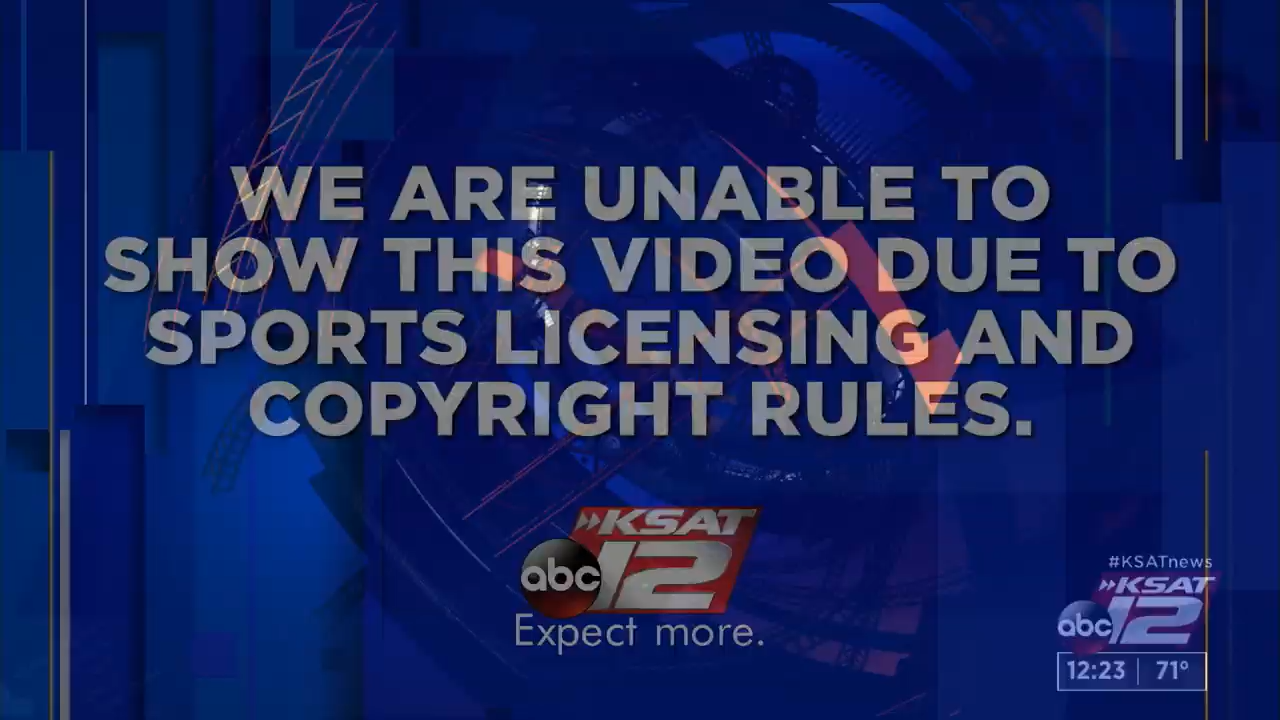 WE ARE UNABLE TO
SHOW THIS VIDEO DUE TO
SPORTS LICENSING AND
COPYRIGHT RULES.
KSAT
abc 12
Expect more.
#KSATnews
KSAT
abc 12
12:23 71°